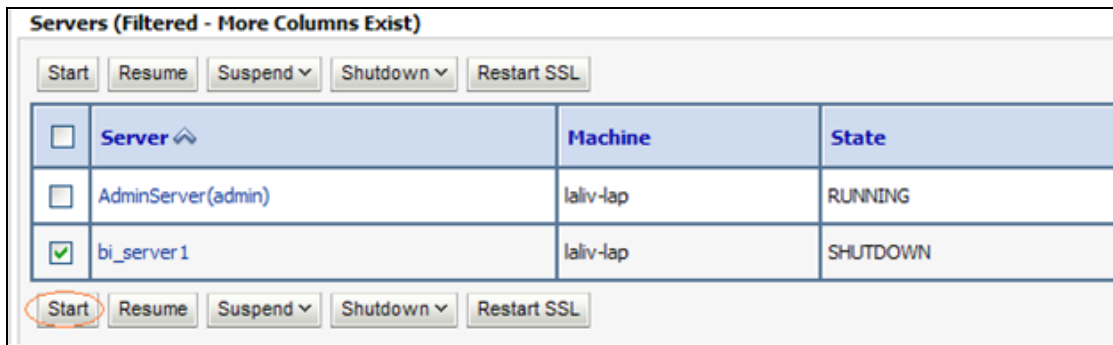 Servers (Filtered - More Columns Exist)
Start Resume Suspend Shutdown Restart SSL
Server Machine State
AdminServer(admin) laliv-lap RUNNING
bi_server1 laliv-lap SHUTDOWN
Start Resume Suspend Shutdown Restart SSL